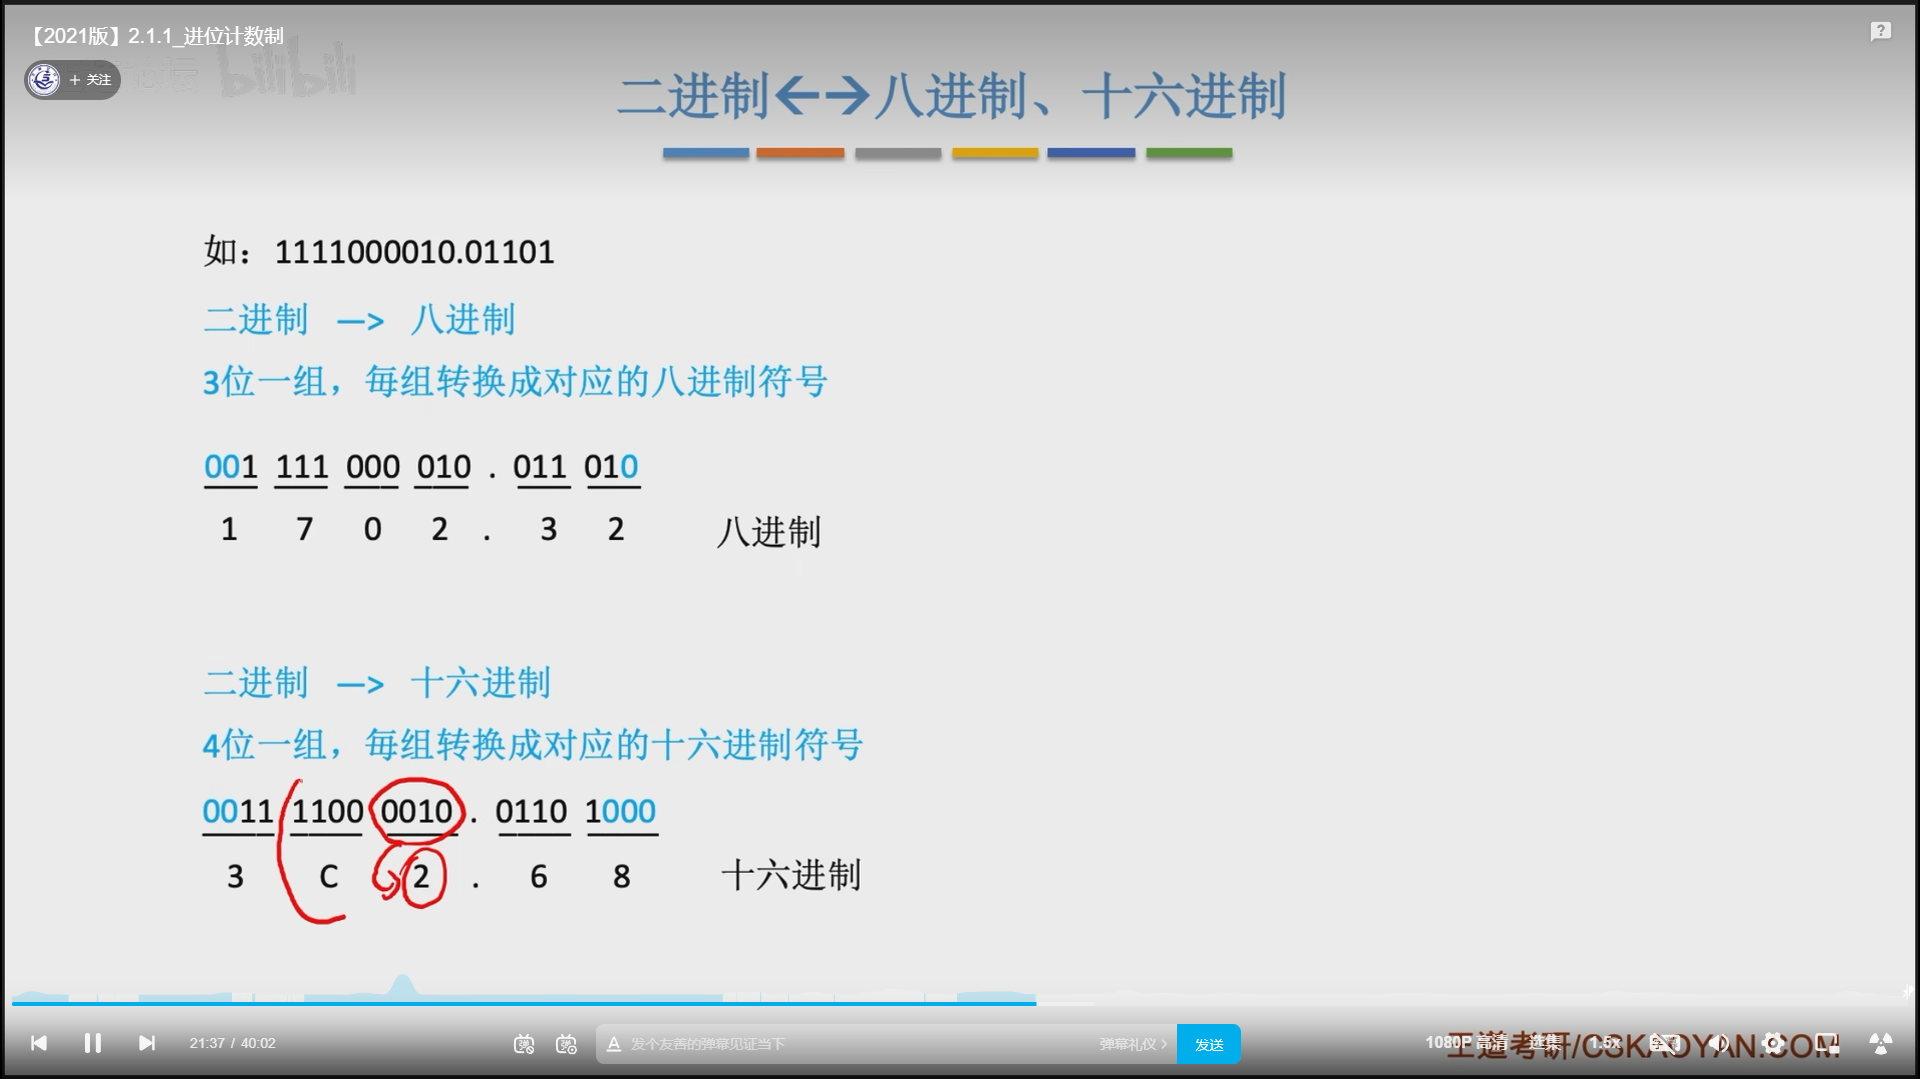 【2021版】2.1.1_进位计数制
+ 关注
bilibili
二进制←→八进制、十六进制
如：1111000010.01101
二进制 —> 八进制
3位一组，每组转换成对应的八进制符号
001 111 000 010 . 011 010
1 7 0 2 . 3 2 八进制
二进制 —> 十六进制
4位一组，每组转换成对应的十六进制符号
0011 1100 0010 . 0110 1000
3 C 2 . 6 8 十六进制
21:37 / 40:02
弹
弹
A 发个友善的弹幕见证当下
弹幕礼仪 >
发送
1080P 高清
选集
1.5x
王道考研/CSKAOYAN.COM